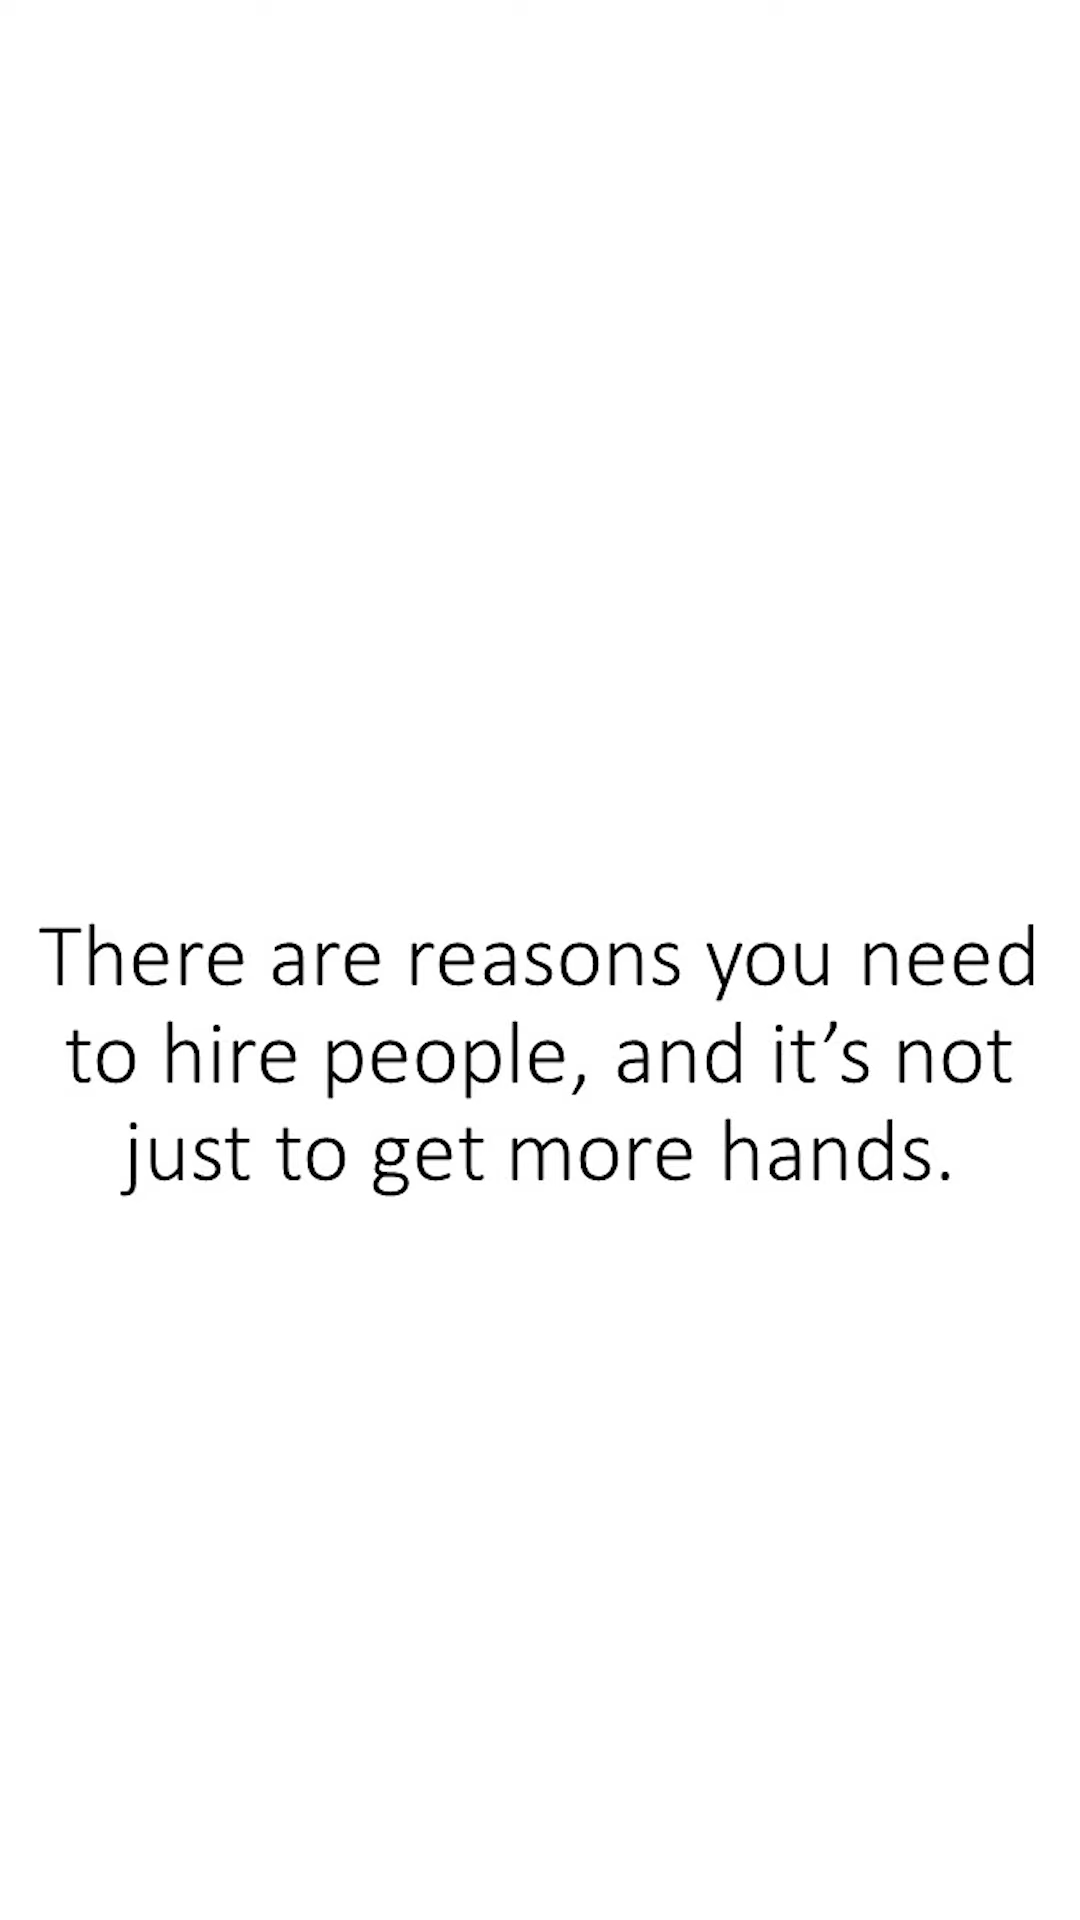 There are reasons you need
to hire people, and it’s not
just to get more hands.